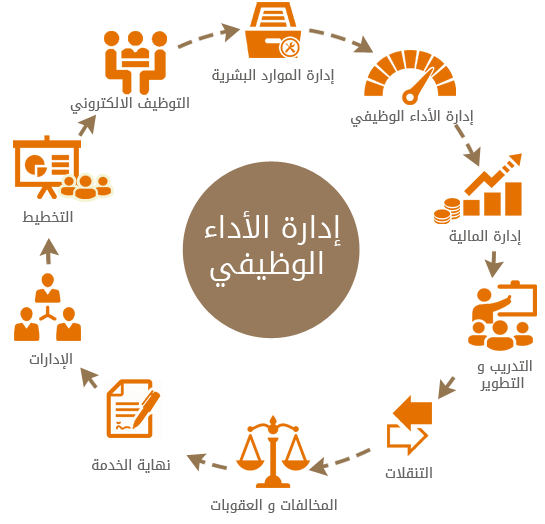 إدارة الموارد البشرية
إدارة الأداء الوظيفي
إدارة المالية
التدريب و
التطوير
التنقلات
المخالفات و العقوبات
نهاية الخدمة
الإدارات
التخطيط
التوظيف الالكتروني
إدارة الأداء
الوظيفي